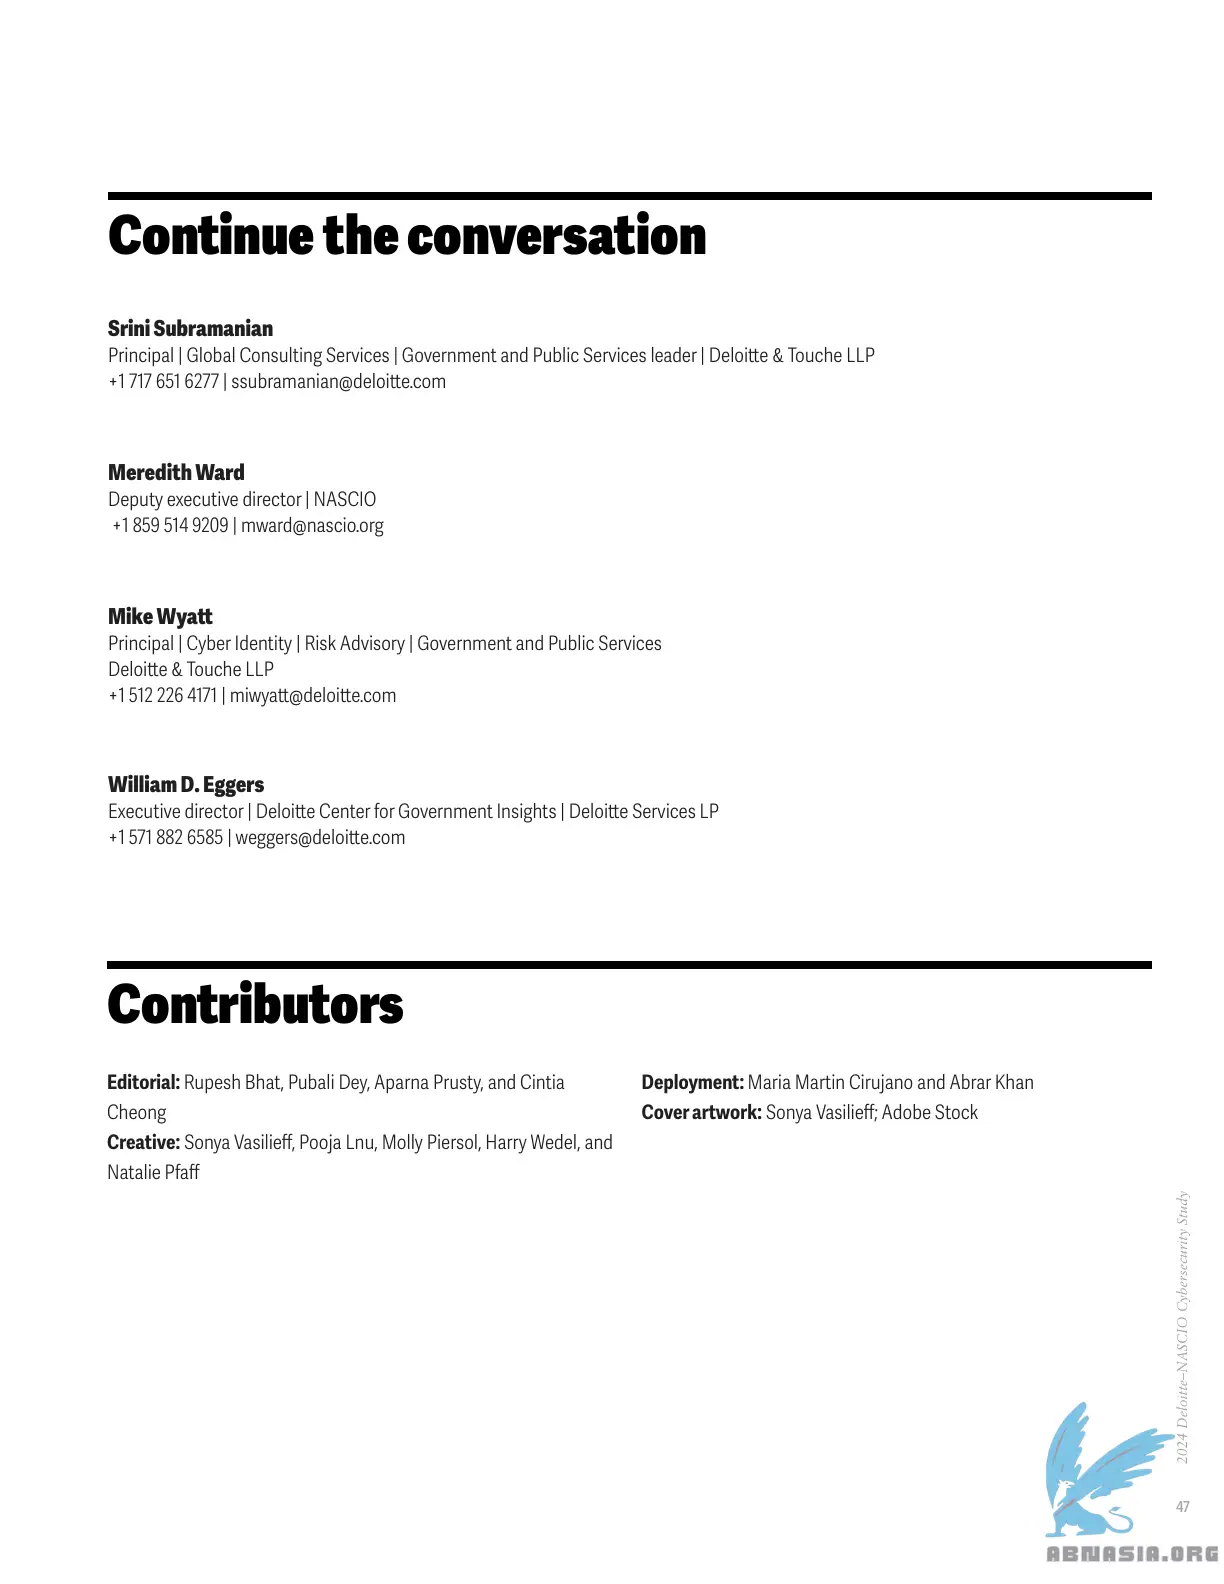 Continue the conversation
Srini Subramanian
Principal | Global Consulting Services | Government and Public Services leader | Deloitte & Touche LLP
+1 717 651 6277 | ssubramanian@deloitte.com
Meredith Ward
Deputy executive director | NASCIO
+1 859 514 9209 | mward@nascio.org
Mike Wyatt
Principal | Cyber Identity | Risk Advisory | Government and Public Services
Deloitte & Touche LLP
+1 512 226 4171 | miwyatt@deloitte.com
William D. Eggers
Executive director | Deloitte Center for Government Insights | Deloitte Services LP
+1 571 882 6585 | weggers@deloitte.com
Contributors
Editorial: Rupesh Bhat, Pubali Dey, Aparna Prusty, and Cintia
Cheong
Creative: Sonya Vasilieff, Pooja Lnu, Molly Piersol, Harry Wedel, and
Natalie Pfaff
Deployment: Maria Martin Cirujano and Abrar Khan
Cover artwork: Sonya Vasilieff; Adobe Stock
2024 Deloitte–NASCIO Cybersecurity Study
47
ABNASIA.ORG